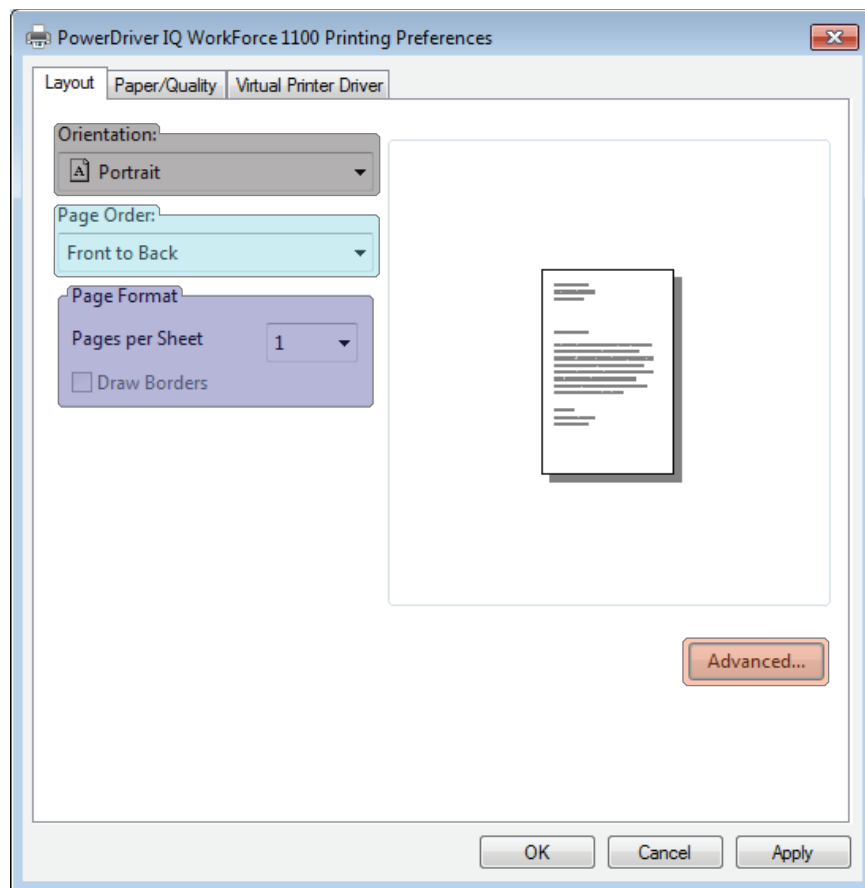 PowerDriver IQ WorkForce 1100 Printing Preferences
Layout Paper/Quality Virtual Printer Driver
Orientation:
A Portrait
Page Order:
Front to Back
Page Format
Pages per Sheet 1
Draw Borders
Advanced...
OK Cancel Apply